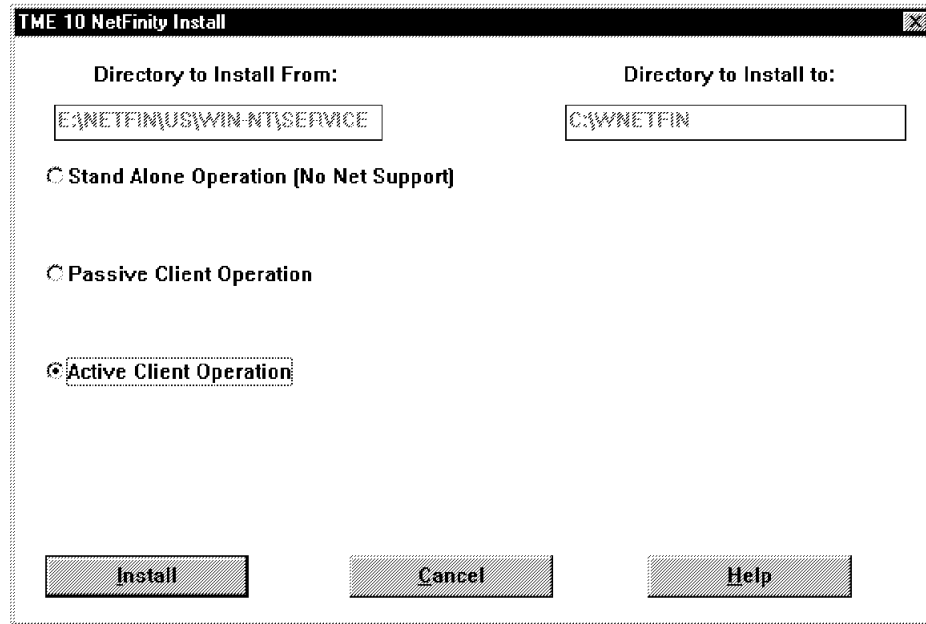 TME 10 NetFinity Install
Directory to Install From:
Directory to Install to:
E:\NETFIN\US\WIN-NT\SERVICE
C:\WNETFIN
Stand Alone Operation (No Net Support)
Passive Client Operation
Active Client Operation
Install
Cancel
Help